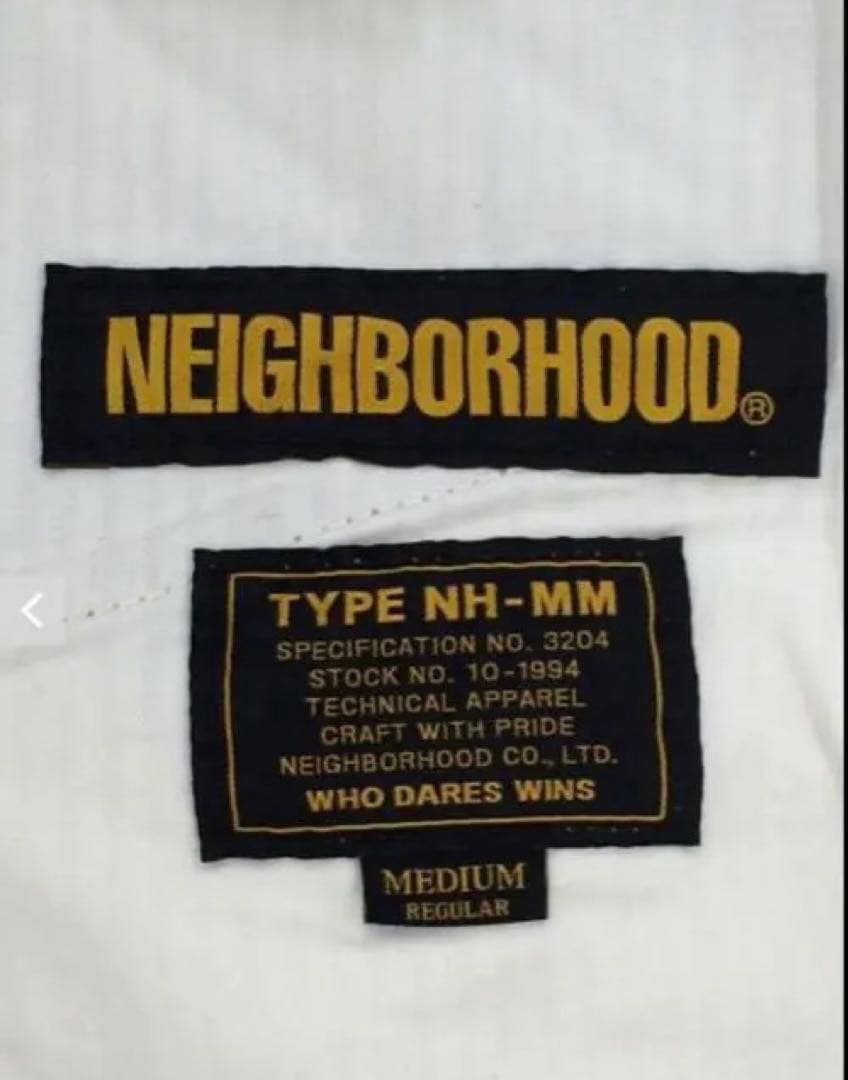 NEIGHBORHOOD®
TYPE NH-MM
SPECIFICATION NO. 3204
STOCK NO. 10-1994
TECHNICAL APPAREL
CRAFT WITH PRIDE
NEIGHBORHOOD CO., LTD.
WHO DARES WINS
MEDIUM
REGULAR